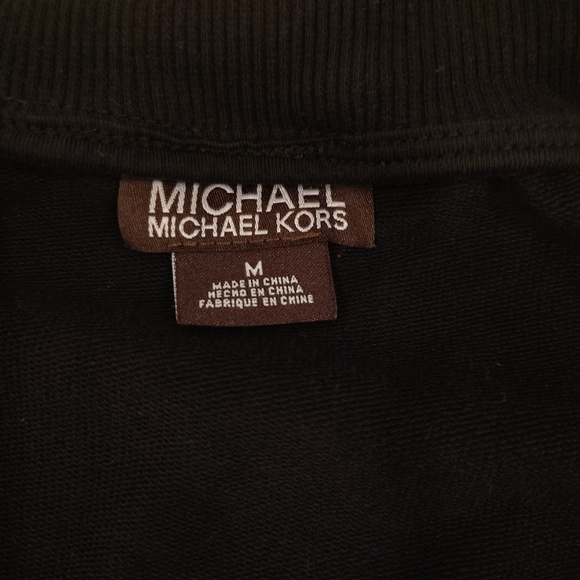 MICHAEL
MICHAEL KORS
M
MADE IN CHINA
HECHO EN CHINA
FABRIQUE EN CHINE